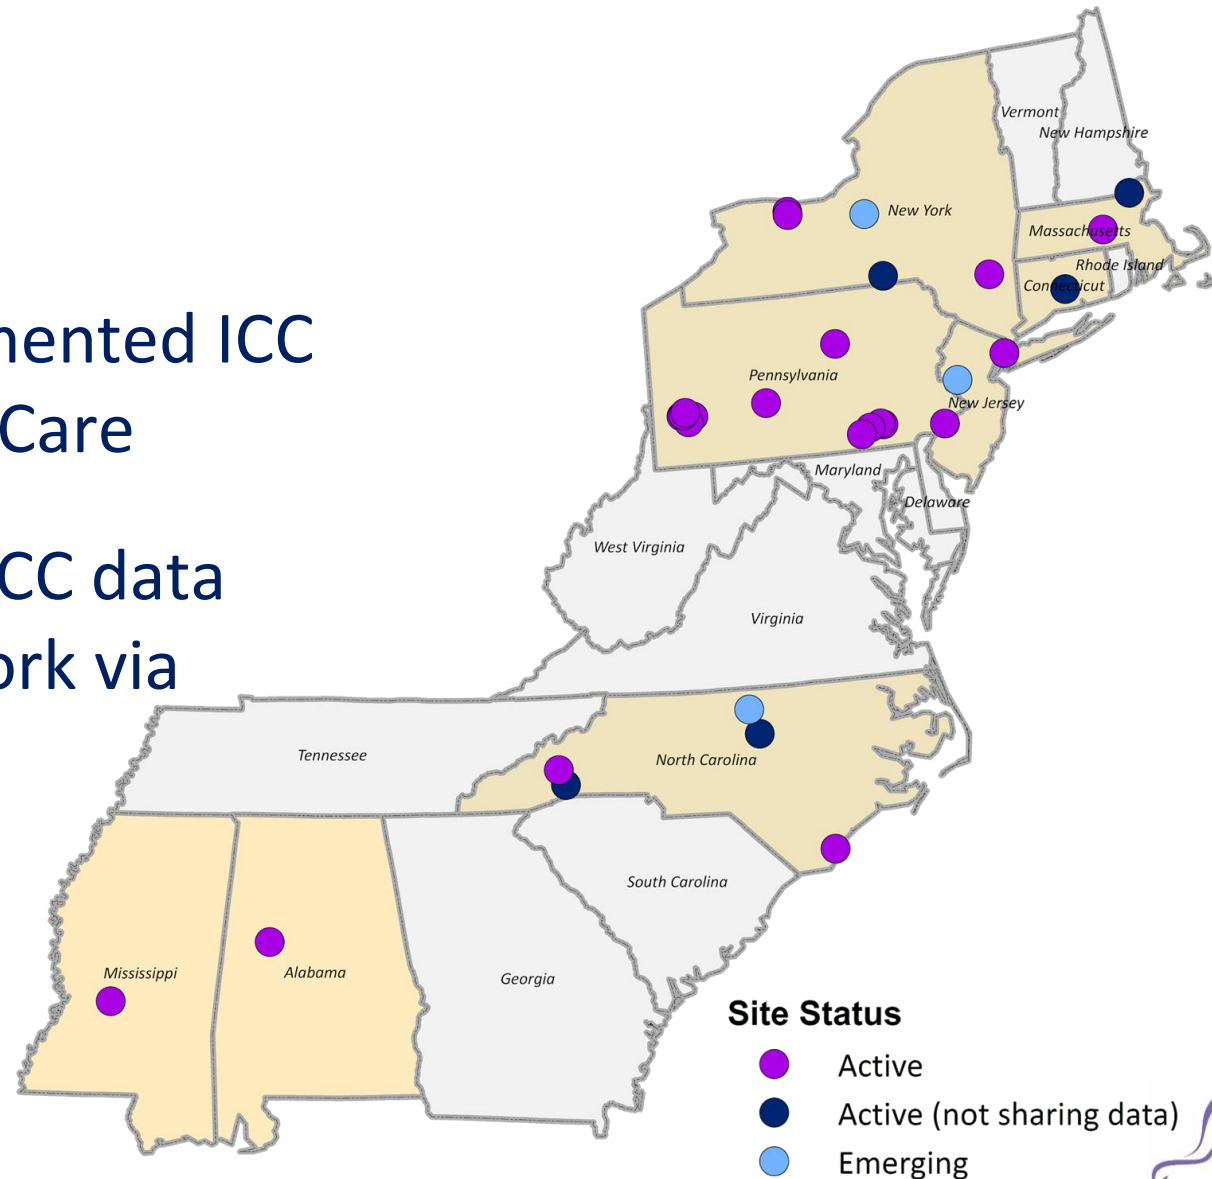 mented ICC
Care
CC data
ork via
Vermont
New Hampshire
New York
Massachusetts
Rhode Island
Connecticut
Pennsylvania
New Jersey
Maryland
Delaware
West Virginia
Virginia
Tennessee
North Carolina
South Carolina
Mississippi
Alabama
Georgia
Site Status
Active
Active (not sharing data)
Emerging